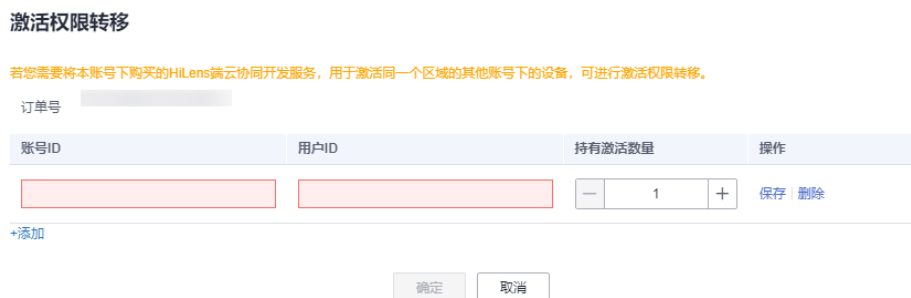 激活权限转移
若您需要将本账号下购买的HiLens端云协同开发服务，用于激活同一个区域的其他账号下的设备，可进行激活权限转移。
订单号
账号ID 用户ID 持有激活数量 操作
— 1 + 保存 删除
+添加
确定 取消